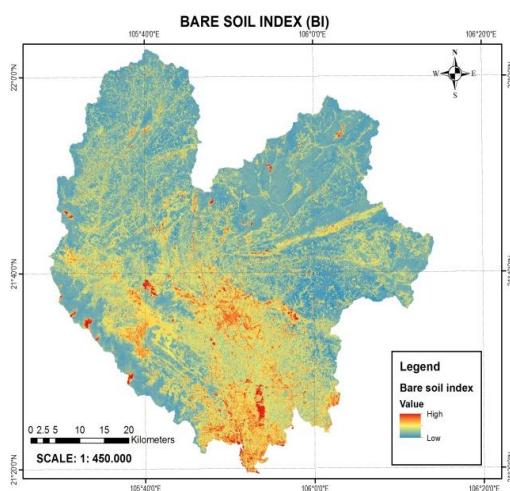 BARE SOIL INDEX (BI)
105°40'0"E 106°0'0"E 106°20'0"E
22°0'0"N
N
W E
S
21°40'0"N
Legend
Bare soil index
Value
High
Low
0 2.5 5 10 15 20
Kilometers
SCALE: 1: 450.000
21°20'0"N
105°40'0"E 106°0'0"E 106°20'0"E